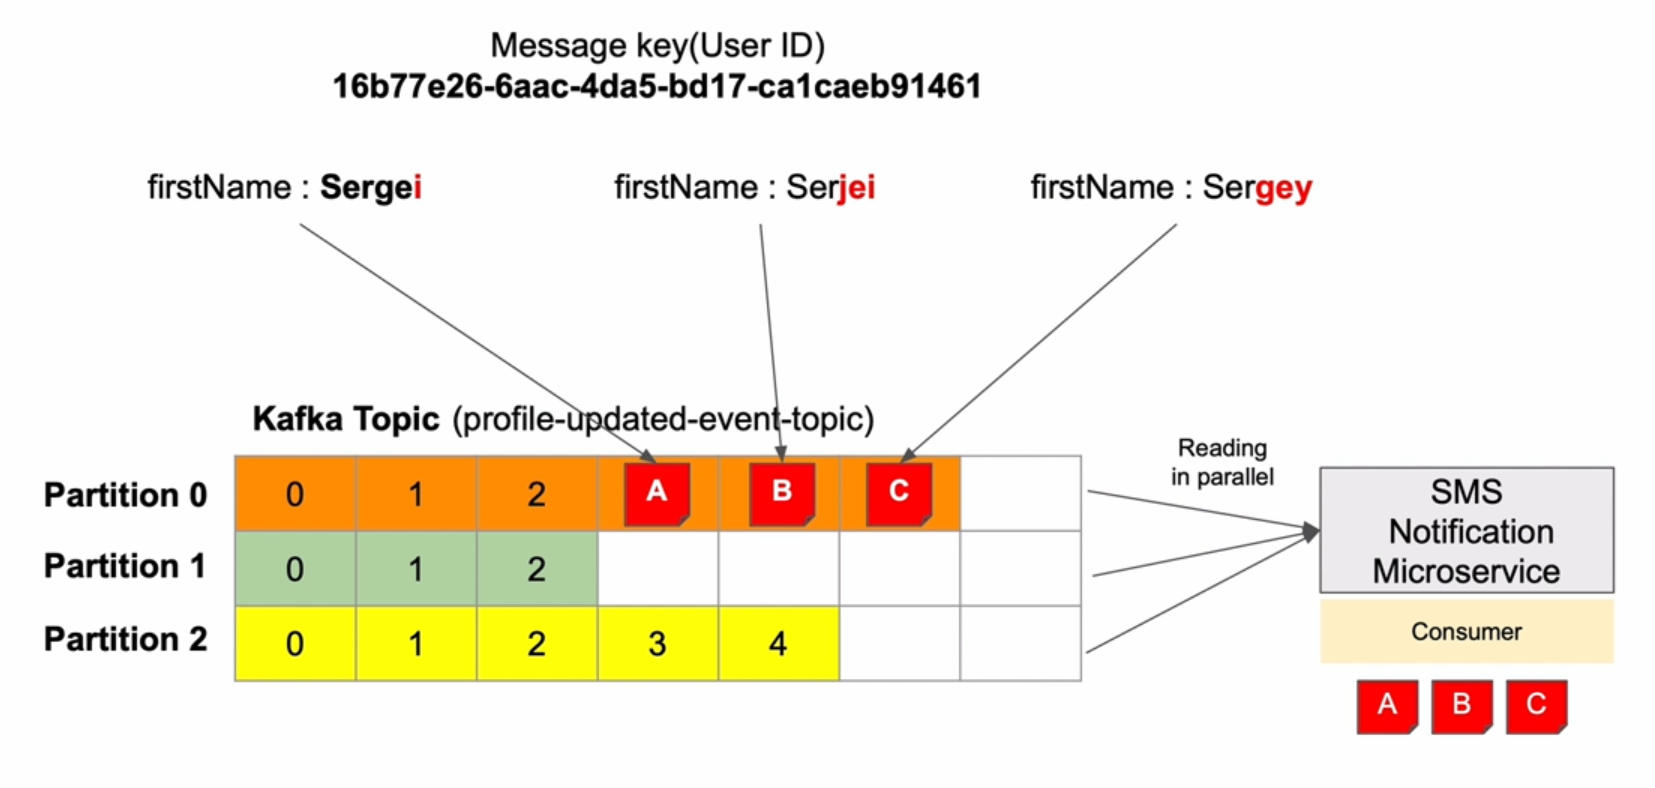 Message key(User ID)
16b77e26-6aac-4da5-bd17-ca1caeb91461
firstName : Sergei
firstName : Serjei
firstName : Sergey
Kafka Topic (profile-updated-event-topic)
Partition 0
0 1 2 A B C
Partition 1
0 1 2
Partition 2
0 1 2 3 4
Reading
in parallel
SMS
Notification
Microservice
Consumer
A B C